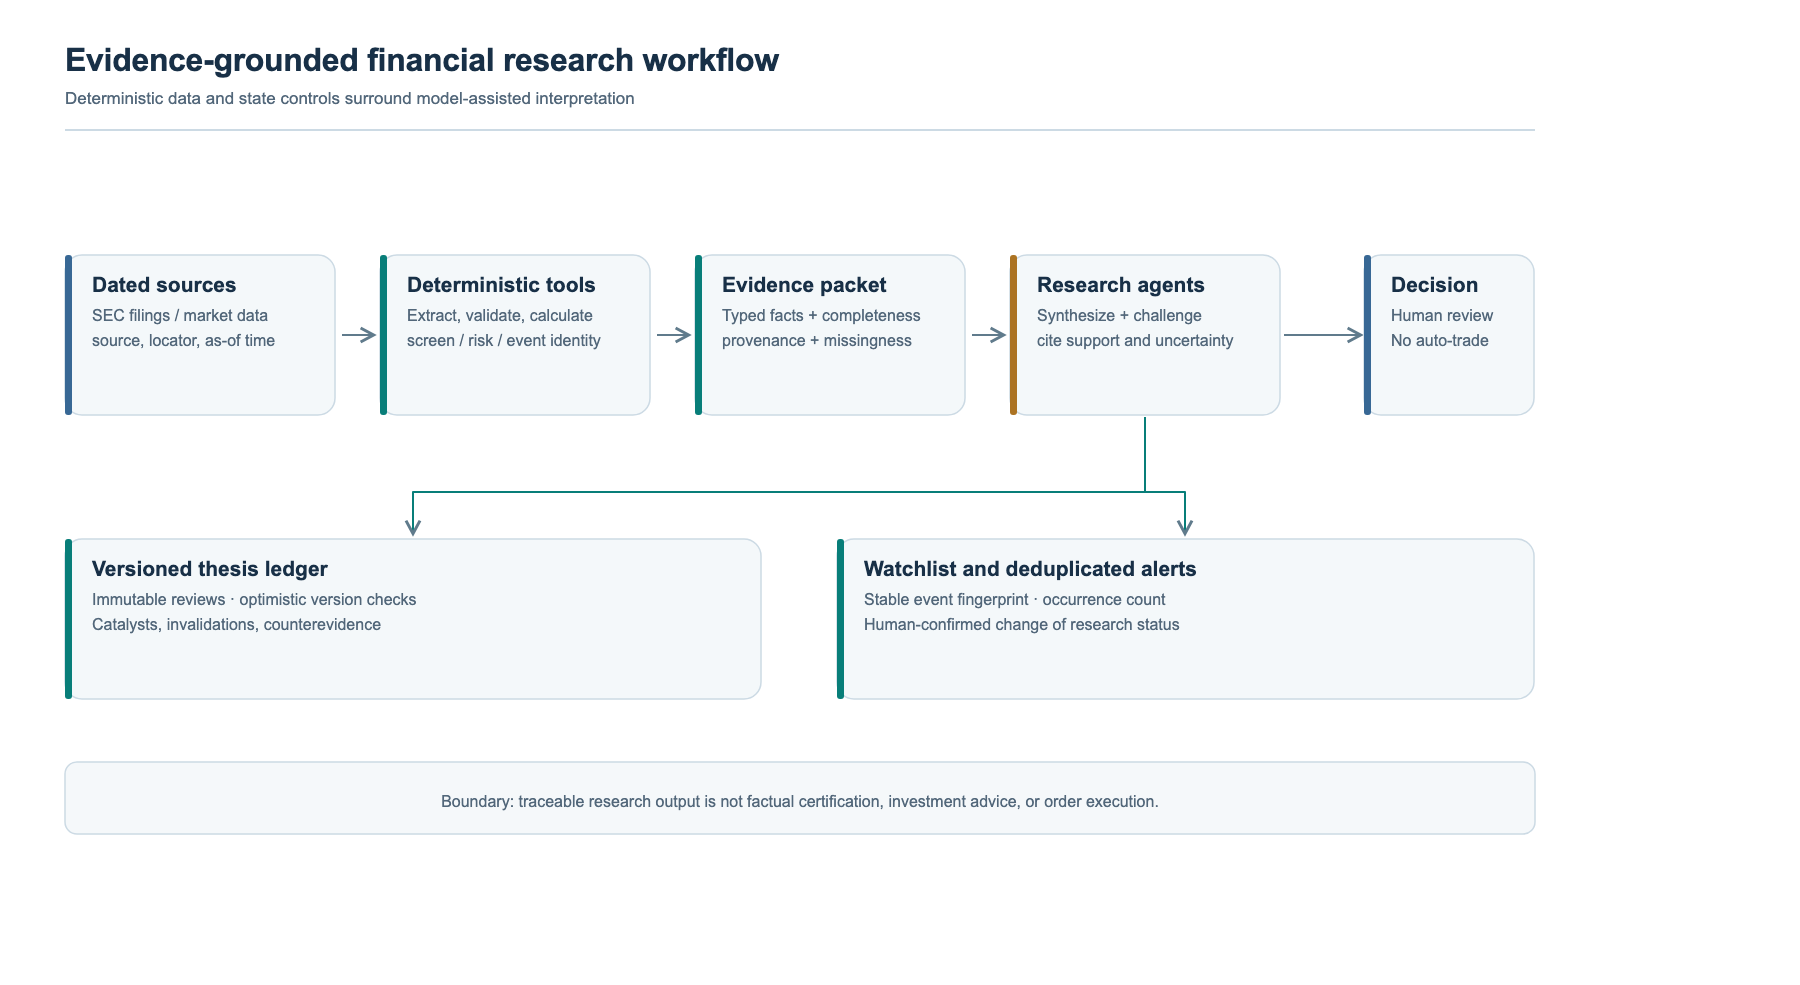 Evidence-grounded financial research workflow
Deterministic data and state controls surround model-assisted interpretation
Dated sources
SEC filings / market data
source, locator, as-of time
Deterministic tools
Extract, validate, calculate
screen / risk / event identity
Evidence packet
Typed facts + completeness
provenance + missingness
Research agents
Synthesize + challenge
cite support and uncertainty
Decision
Human review
No auto-trade
Versioned thesis ledger
Immutable reviews · optimistic version checks
Catalysts, invalidations, counterevidence
Watchlist and deduplicated alerts
Stable event fingerprint · occurrence count
Human-confirmed change of research status
Boundary: traceable research output is not factual certification, investment advice, or order execution.